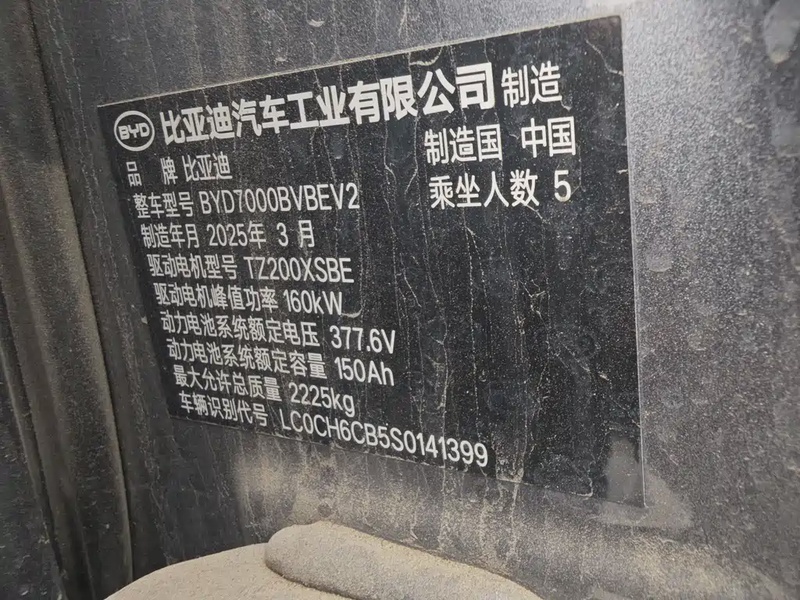 BYD 比亚迪汽车工业有限公司 制造
品 牌 比亚迪 制造国 中国
整车型号 BYD7000BVBEV2 乘坐人数 5
制造年月 2025年 3 月
驱动电机型号 TZ200XSBE
驱动电机峰值功率 160kW
动力电池系统额定电压 377.6V
动力电池系统额定容量 150Ah
最大允许总质量 2225kg
车辆识别代号 LC0CH6CB5S0141399